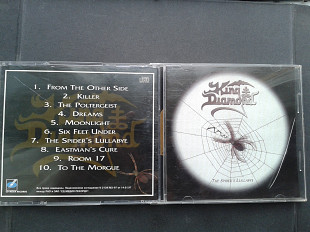 1. From The Other Side
2. Killer
3. The Poltergeist
4. Dreams
5. Moonlight
6. Six Feet Under
7. The Spider's Lullabye
8. Eastman's Cure
9. Room 17
10. To The Morgue
King
Diamond
The Spider's Lullabye